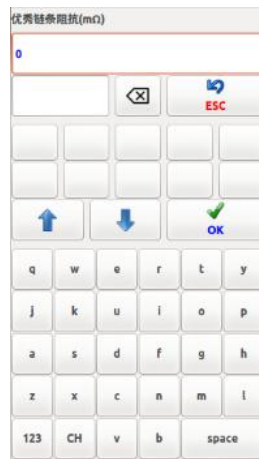 优秀链条阻抗(mΩ)
0
ESC
OK
q w e r t y
j k u i o p
a s d f g h
z x c n m l
123 CH v b space